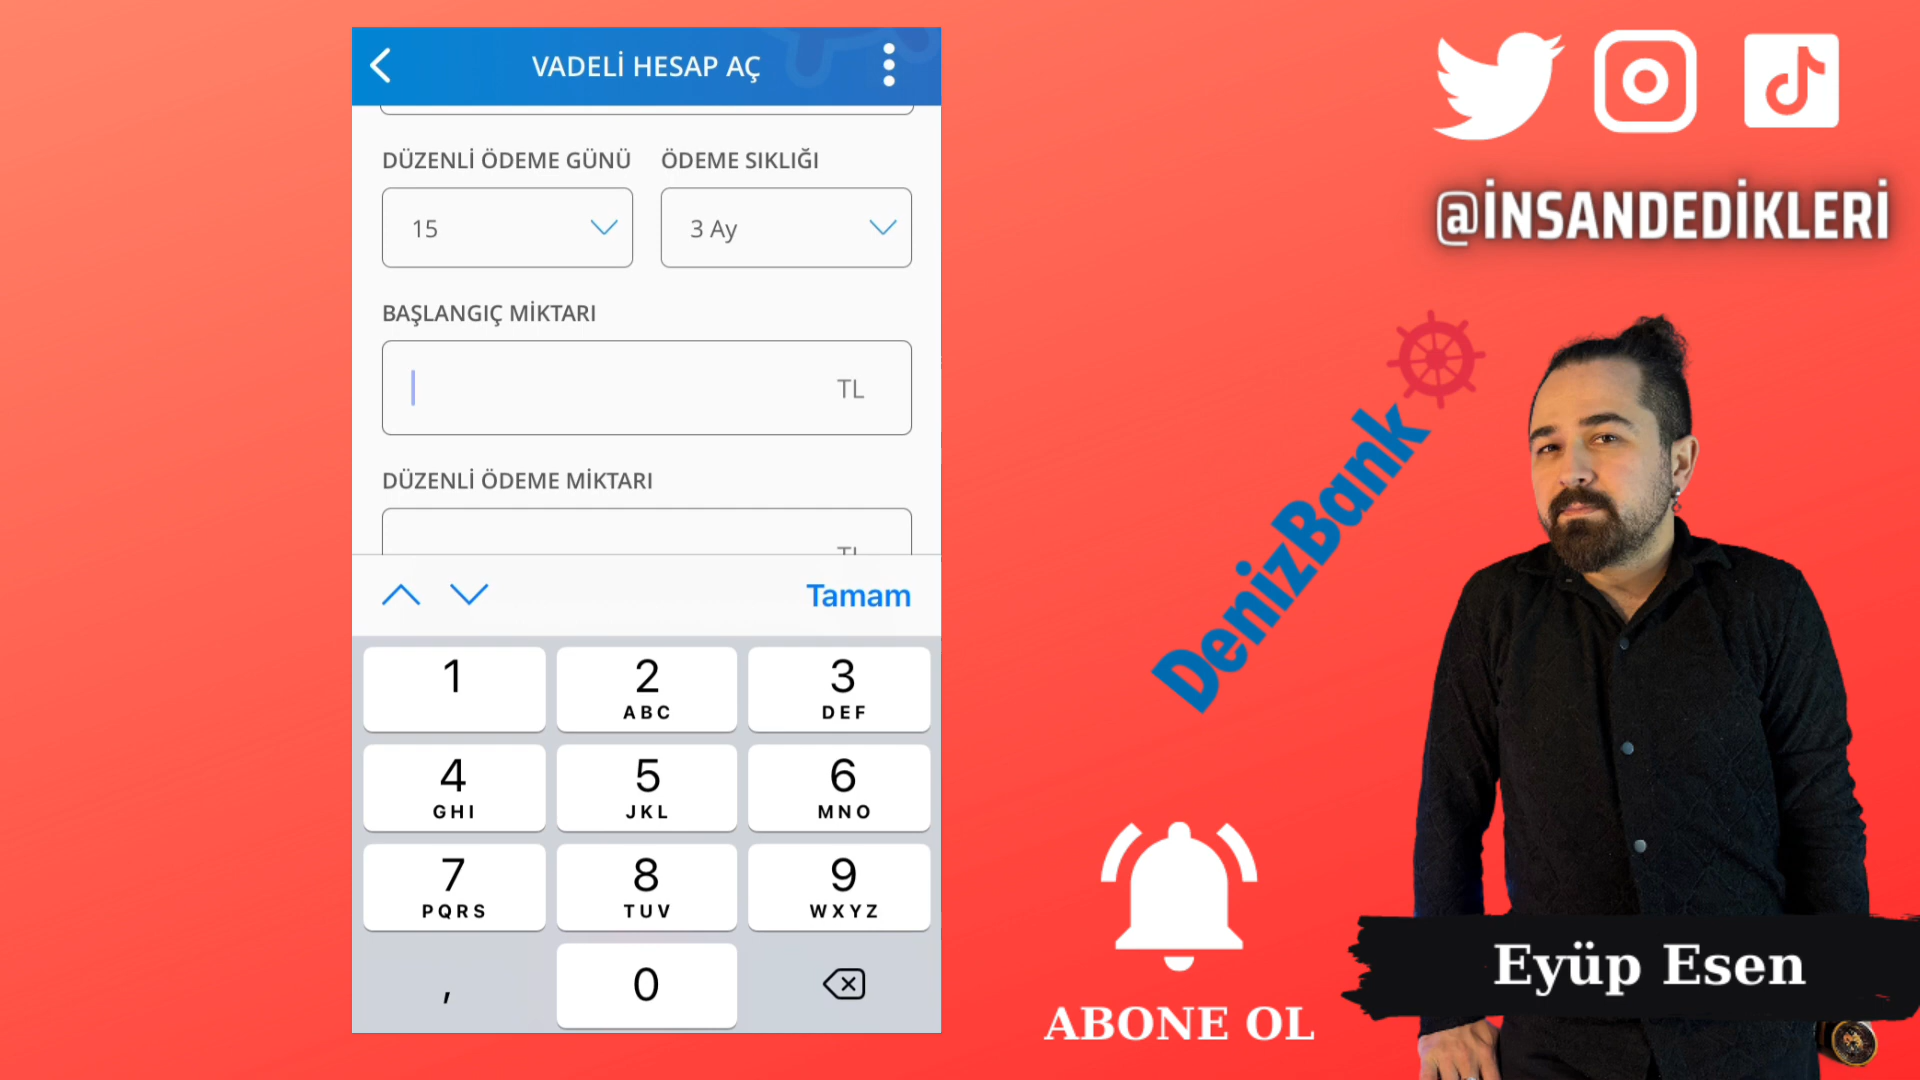 VADELİ HESAP AÇ
DÜZENLİ ÖDEME GÜNÜ
ÖDEME SIKLIĞI
15
3 Ay
BAŞLANGIÇ MİKTARI
TL
DÜZENLİ ÖDEME MİKTARI
TL
Tamam
1
2
ABC
3
DEF
4
GHI
5
JKL
6
MNO
7
PQRS
8
TUV
9
WXYZ
,
0
@İNSANDEDİKLERİ
DenizBank
ABONE OL
Eyüp Esen